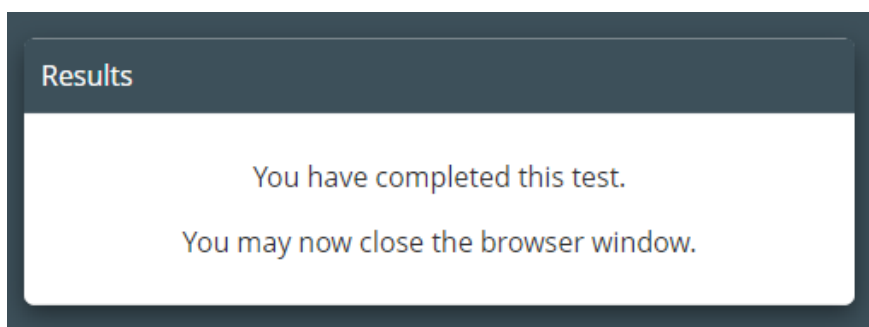 Results
You have completed this test.
You may now close the browser window.